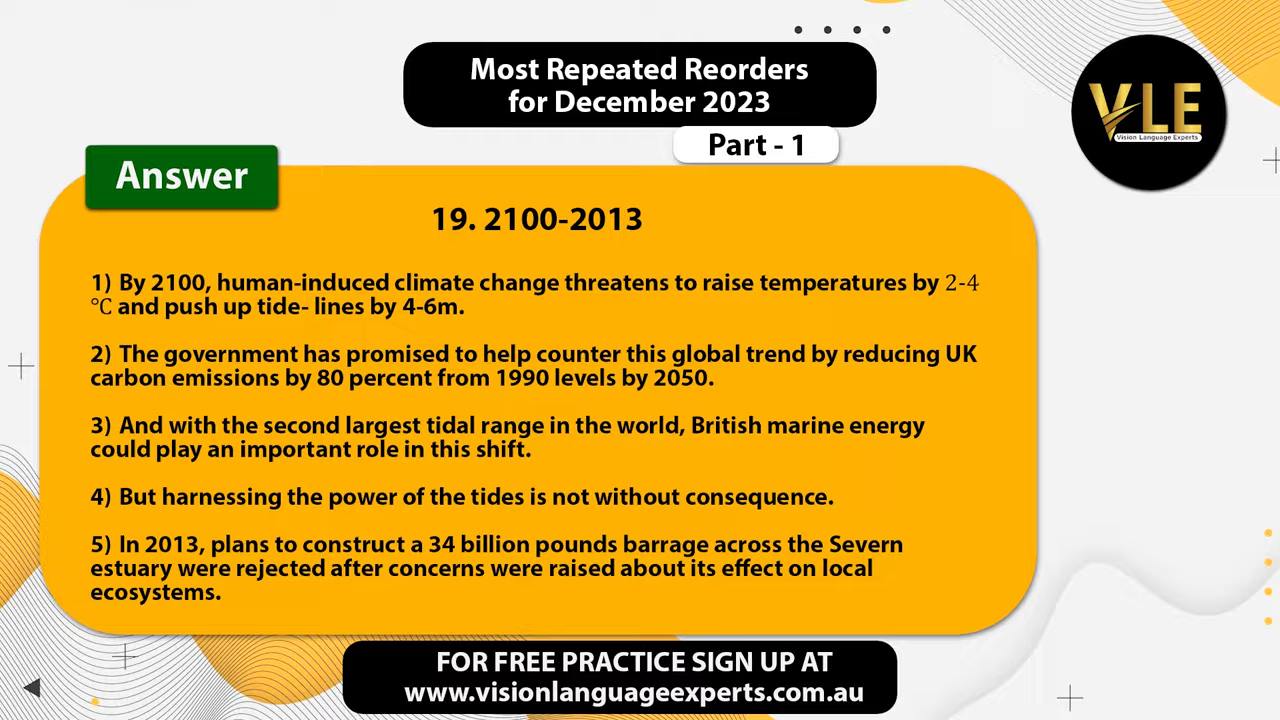 Most Repeated Reorders
for December 2023
Part - 1
VLE
Vision Language Experts
Answer
19. 2100-2013
1) By 2100, human-induced climate change threatens to raise temperatures by 2-4
°C and push up tide- lines by 4-6m.
2) The government has promised to help counter this global trend by reducing UK
carbon emissions by 80 percent from 1990 levels by 2050.
3) And with the second largest tidal range in the world, British marine energy
could play an important role in this shift.
4) But harnessing the power of the tides is not without consequence.
5) In 2013, plans to construct a 34 billion pounds barrage across the Severn
estuary were rejected after concerns were raised about its effect on local
ecosystems.
FOR FREE PRACTICE SIGN UP AT
www.visionlanguageexperts.com.au